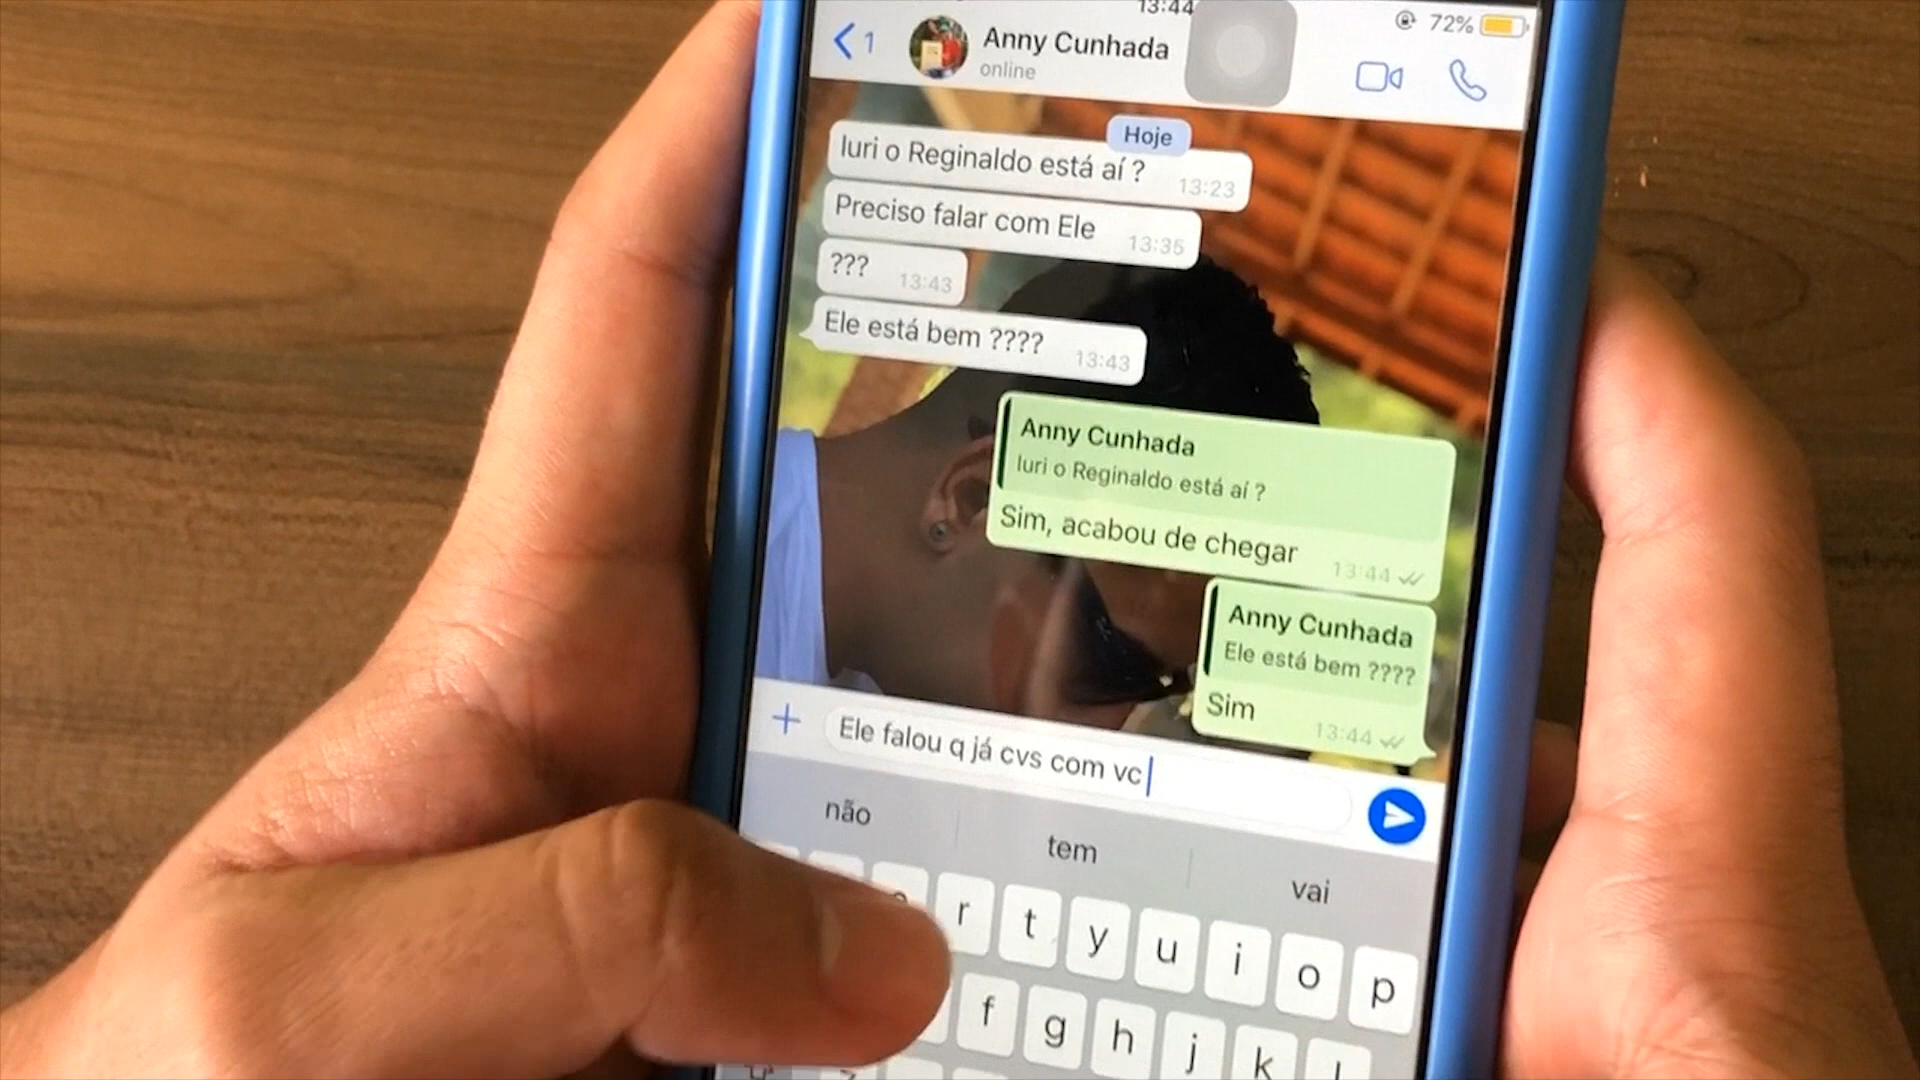 13:44
72%
1
Anny Cunhada
online
Hoje
Iuri o Reginaldo está aí ?
13:23
Preciso falar com Ele
13:35
???
13:43
Ele está bem ????
13:43
Anny Cunhada
Iuri o Reginaldo está aí ?
Sim, acabou de chegar
13:44
Anny Cunhada
Ele está bem ????
Sim
13:44
Ele falou q já cvs com vc
não tem vai
r t y u i o p
f g h j k l